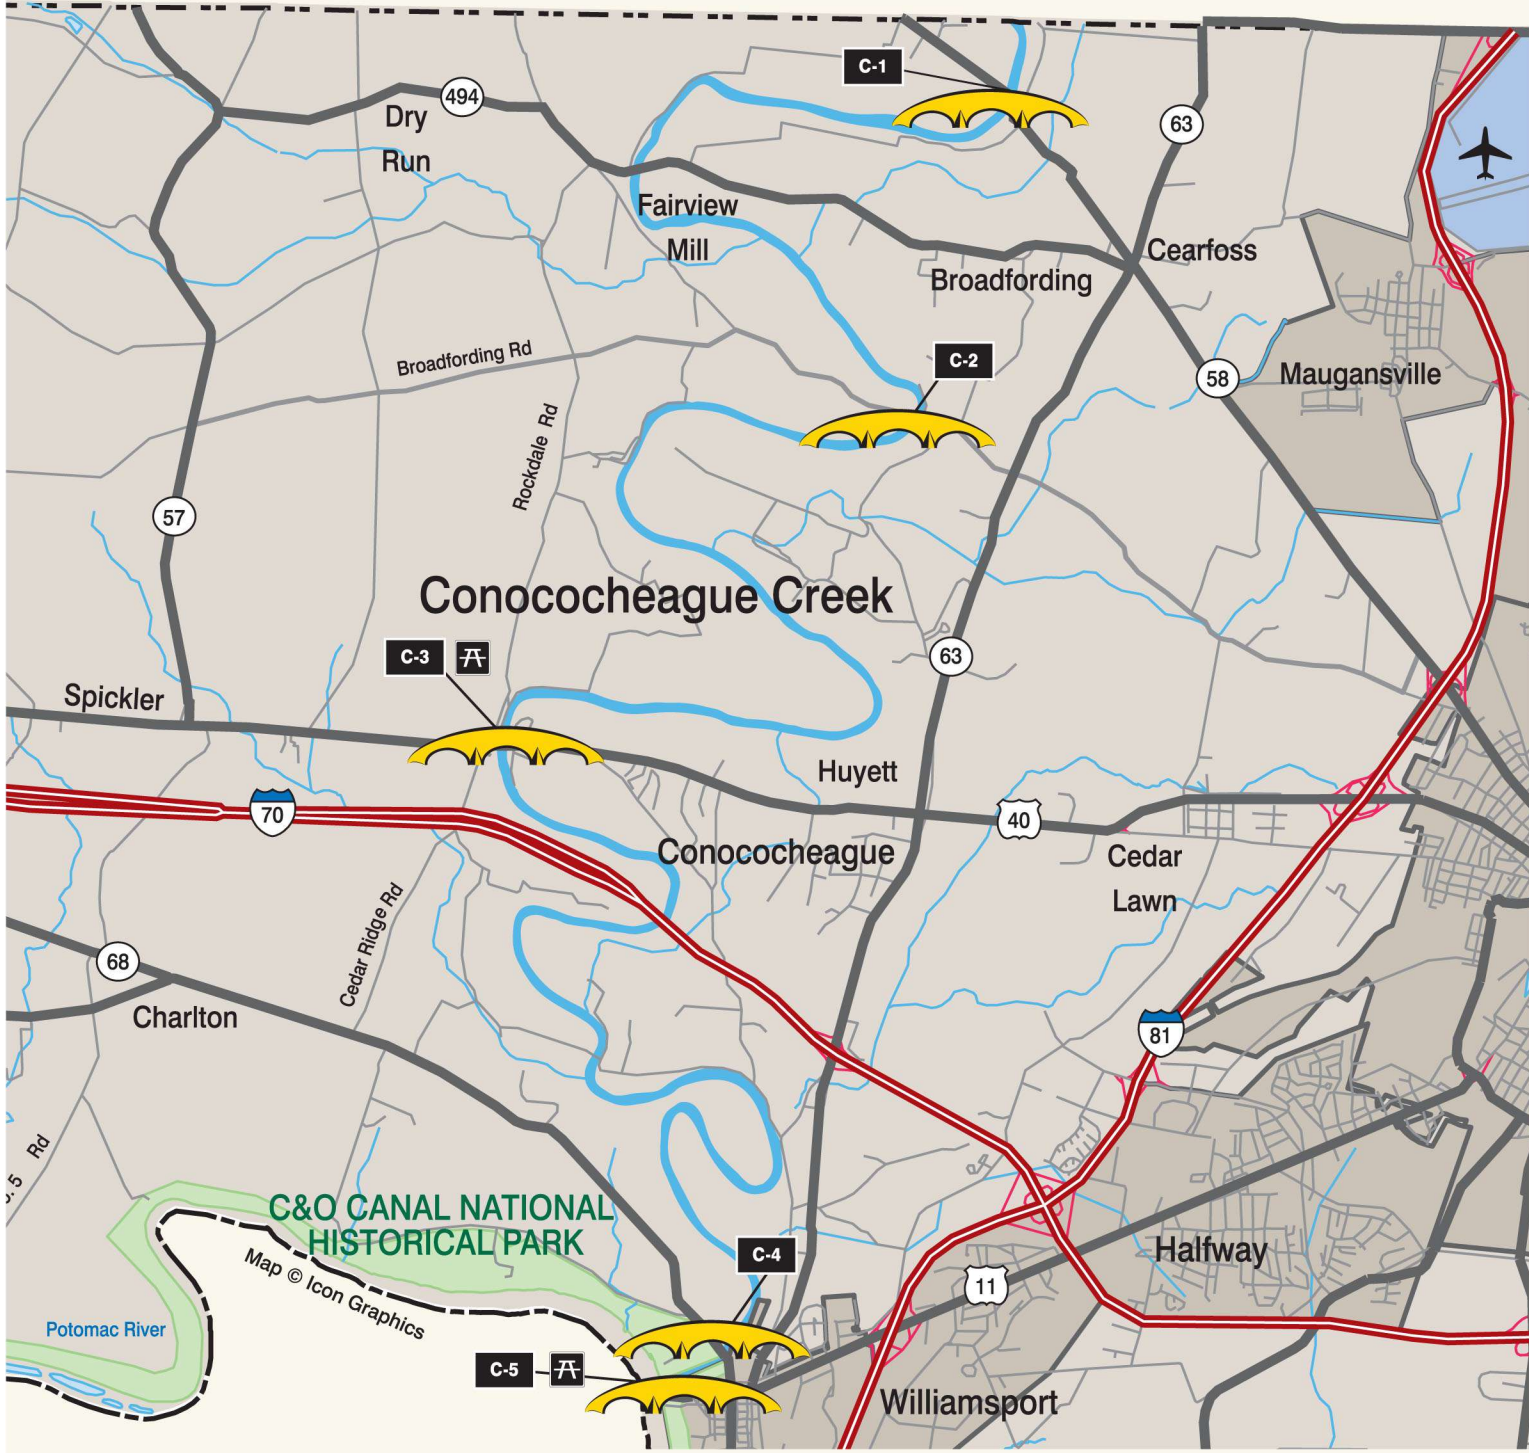 C-1
494
Dry
Run
63
Fairview
Mill
Cearfoss
Broadfording
Broadfording Rd
C-2
58
Maugansville
Rockdale Rd
57
Conococheague Creek
C-3
63
Spickler
Huyett
70
40
Conococheague
Cedar
Lawn
Cedar Ridge Rd
68
Charlton
81
Rd
C&O CANAL NATIONAL
HISTORICAL PARK
Map © Icon Graphics
C-4
Halfway
11
Potomac River
C-5
Williamsport